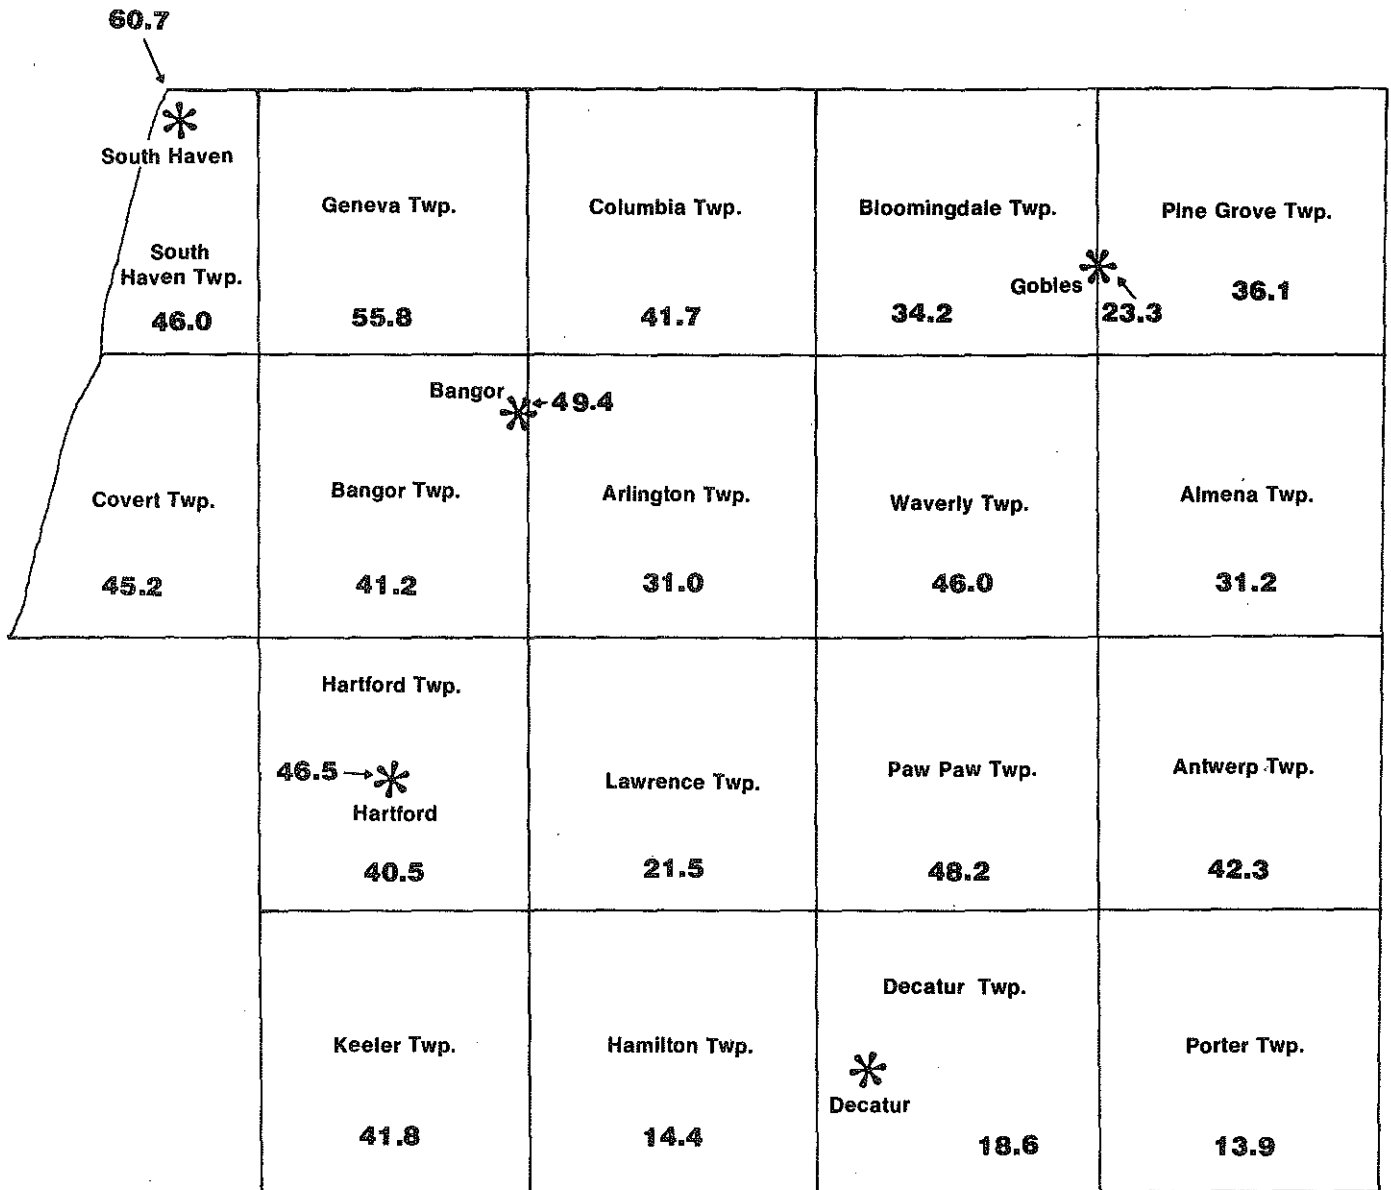 60.7
South Haven
South
Haven Twp.
46.0
Geneva Twp.
55.8
Columbia Twp.
41.7
Bloomingdale Twp.
Gobles
34.2
23.3
Pine Grove Twp.
36.1
Covert Twp.
45.2
Bangor
49.4
Bangor Twp.
41.2
Arlington Twp.
31.0
Waverly Twp.
46.0
Almena Twp.
31.2
Hartford Twp.
46.5
Hartford
40.5
Lawrence Twp.
21.5
Paw Paw Twp.
48.2
Antwerp Twp.
42.3
Keeler Twp.
41.8
Hamilton Twp.
14.4
Decatur Twp.
Decatur
18.6
Porter Twp.
13.9